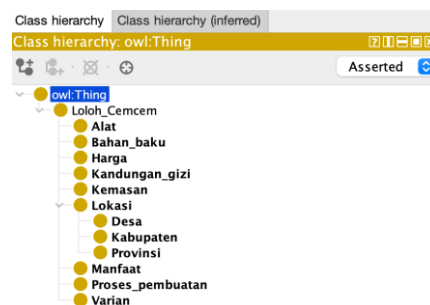 Class hierarchy Class hierarchy (inferred)
Class hierarchy: owl:Thing
Asserted
owl:Thing
Loloh_Cemcem
Alat
Bahan_baku
Harga
Kandungan_gizi
Kemasan
Lokasi
Desa
Kabupaten
Provinsi
Manfaat
Proses_pembuatan
Varian